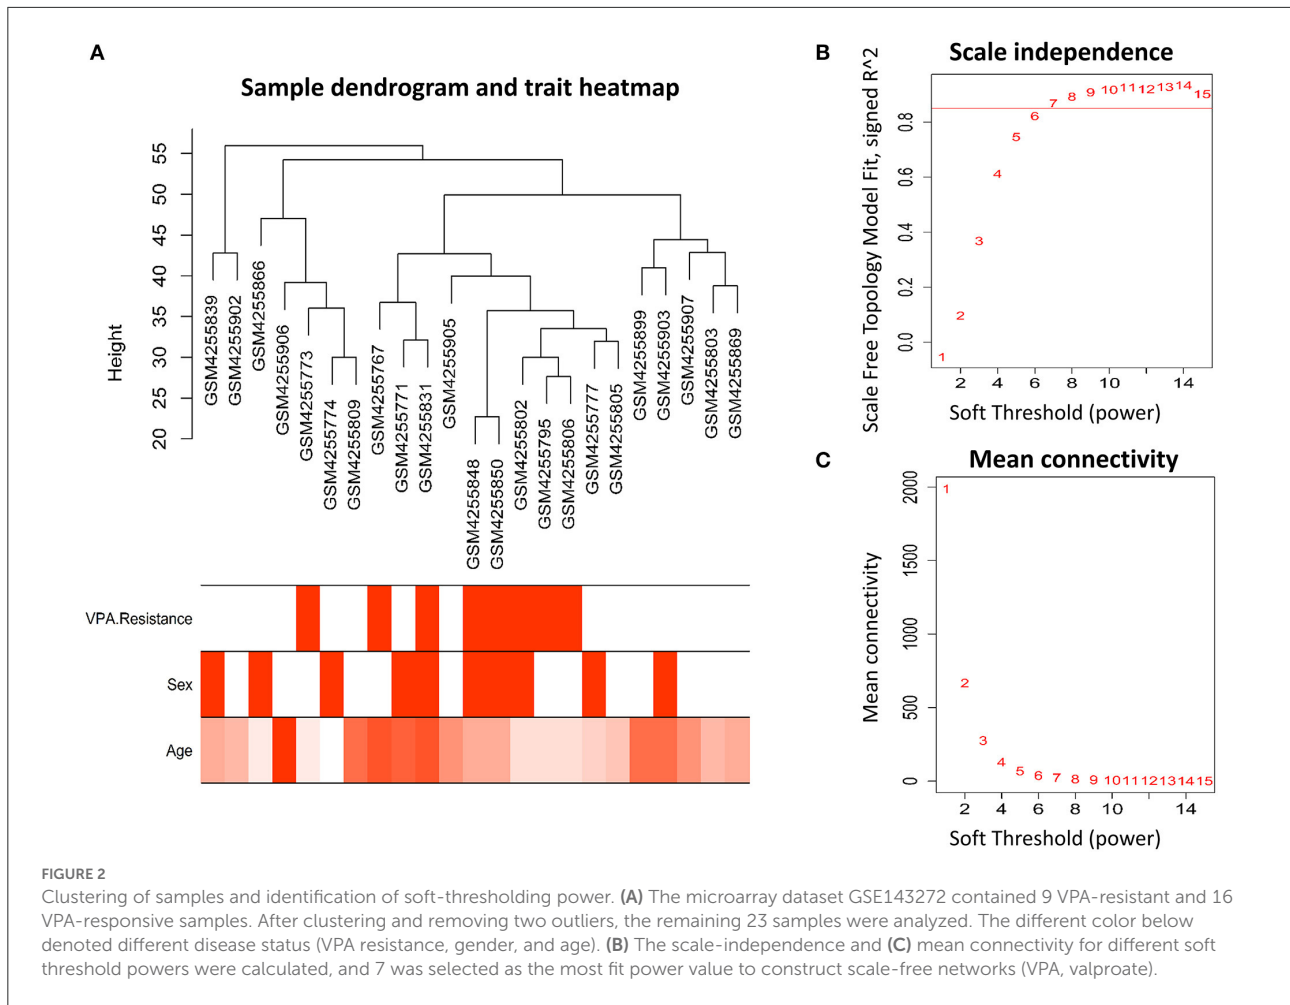 A
Sample dendrogram and trait heatmap
Height
55
50
45
40
35
30
25
20
GSM4255839
GSM4255902
GSM4255866
GSM4255906
GSM4255773
GSM4255774
GSM4255809
GSM4255767
GSM4255771
GSM4255831
GSM4255905
GSM4255848
GSM4255850
GSM4255802
GSM4255795
GSM4255806
GSM4255777
GSM4255805
GSM4255899
GSM4255903
GSM4255907
GSM4255803
GSM4255869
VPA.Resistance
Sex
Age
B
Scale independence
Scale Free Topology Model Fit, signed R^2
0.8
0.6
0.4
0.2
0.0
1 2 3 4 5 6 7 8 9 10 11 12 13 14 15
2 4 6 8 10 14
Soft Threshold (power)
C
Mean connectivity
Mean connectivity
2000
1500
1000
500
0
1 2 3 4 5 6 7 8 9 10 11 12 13 14 15
2 4 6 8 10 14
Soft Threshold (power)
FIGURE 2
Clustering of samples and identification of soft-thresholding power. (A) The microarray dataset GSE143272 contained 9 VPA-resistant and 16
VPA-responsive samples. After clustering and removing two outliers, the remaining 23 samples were analyzed. The different color below
denoted different disease status (VPA resistance, gender, and age). (B) The scale-independence and (C) mean connectivity for different soft
threshold powers were calculated, and 7 was selected as the most fit power value to construct scale-free networks (VPA, valproate).